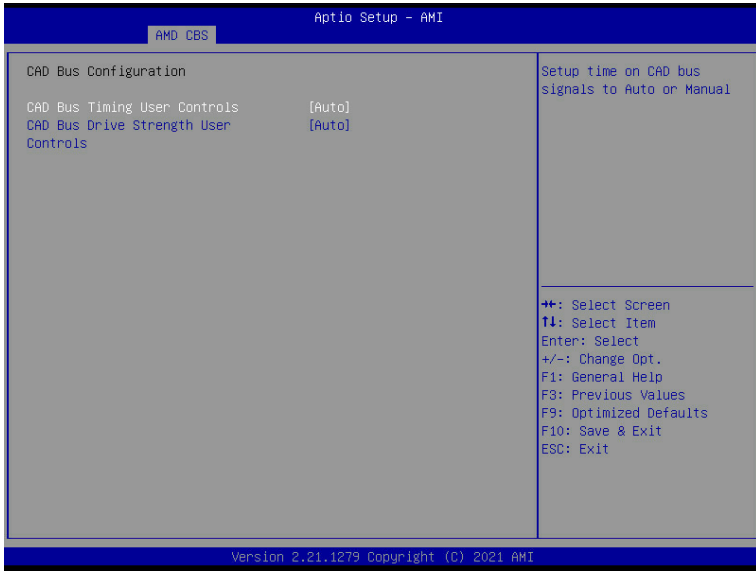 Aptio Setup – AMI
AMD CBS
CAD Bus Configuration
CAD Bus Timing User Controls [Auto]
CAD Bus Drive Strength User [Auto]
Controls
Setup time on CAD bus
signals to Auto or Manual
→←: Select Screen
↑↓: Select Item
Enter: Select
+/-: Change Opt.
F1: General Help
F3: Previous Values
F9: Optimized Defaults
F10: Save & Exit
ESC: Exit
Version 2.21.1279 Copyright (C) 2021 AMI